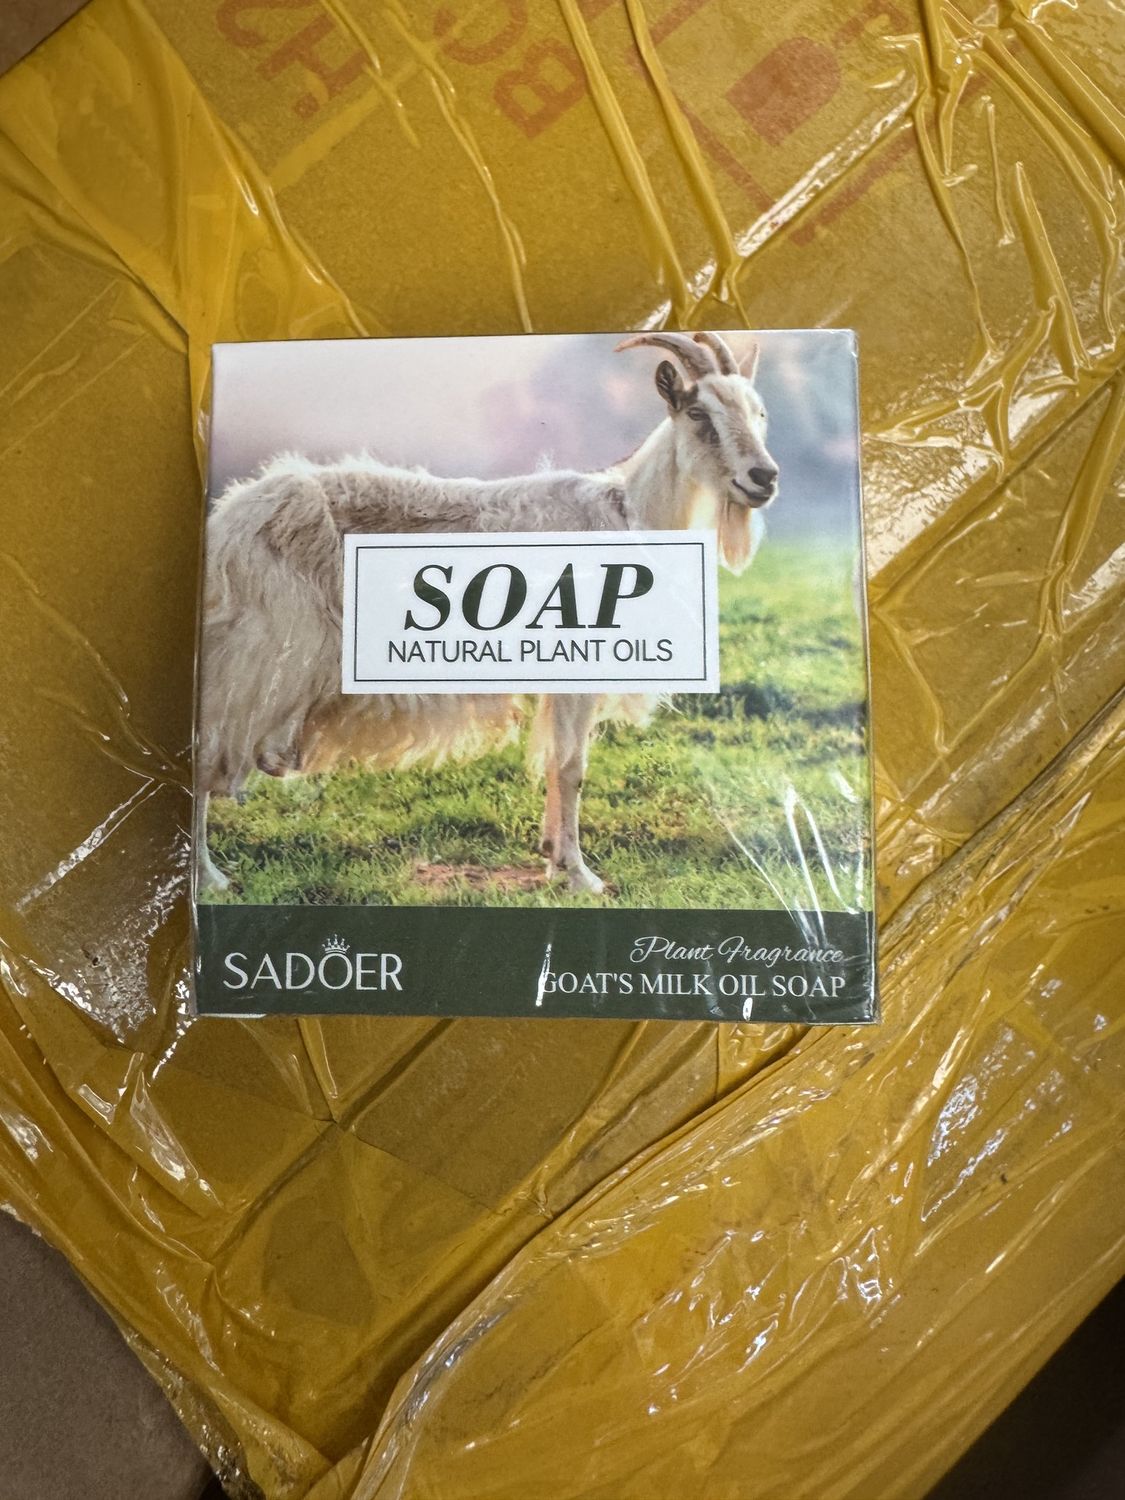 SOAP
NATURAL PLANT OILS
SADOER
Plant Fragrance
GOAT'S MILK OIL SOAP